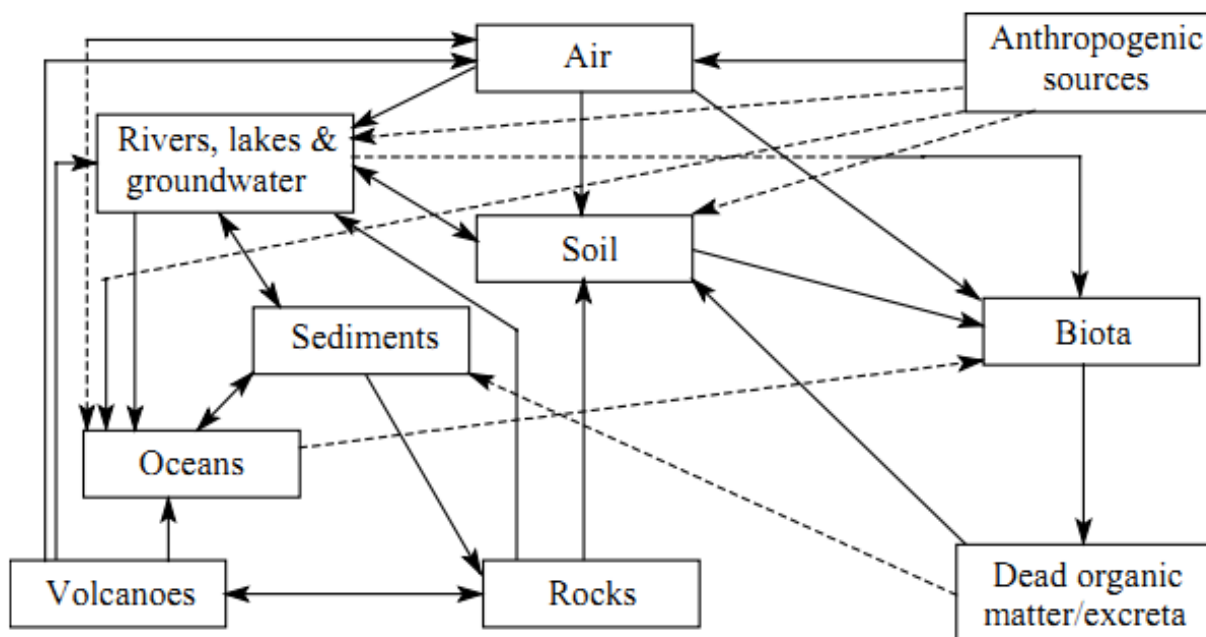 Air
Anthropogenic
sources
Rivers, lakes &
groundwater
Soil
Sediments
Biota
Oceans
Volcanoes
Rocks
Dead organic
matter/excreta